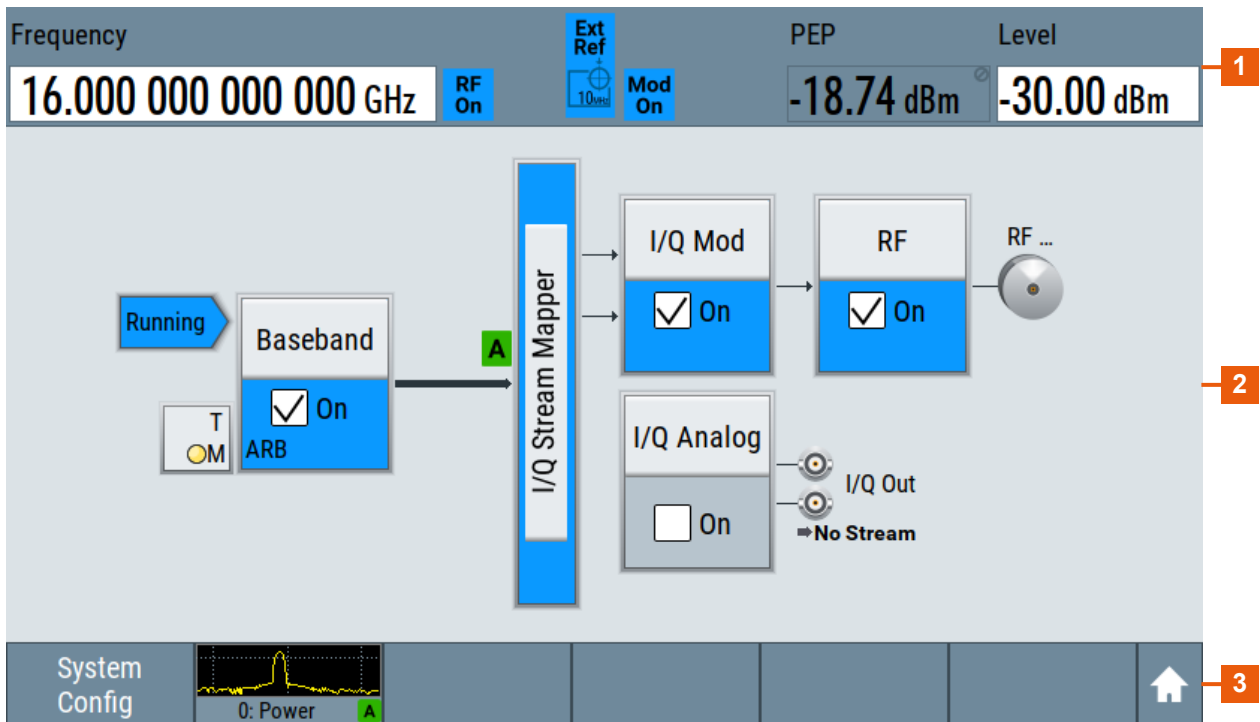 Frequency
Ext
Ref
PEP
Level
1
16.000 000 000 000 GHz
RF
On
10MHz
Mod
On
-18.74 dBm
-30.00 dBm
I/Q Mod
On
RF
On
RF ...
Running
Baseband
On
ARB
T
M
A
I/Q Stream Mapper
2
I/Q Analog
On
I/Q Out
No Stream
System
Config
0: Power
A
3